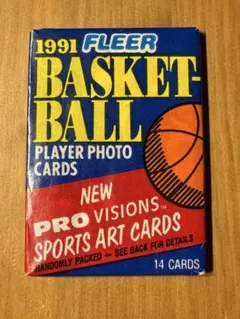 1991 FLEER
BASKET-
BALL
PLAYER PHOTO
CARDS
NEW
PRO VISIONS™
SPORTS ART CARDS
RANDOMLY PACKED — SEE BACK FOR DETAILS
14 CARDS